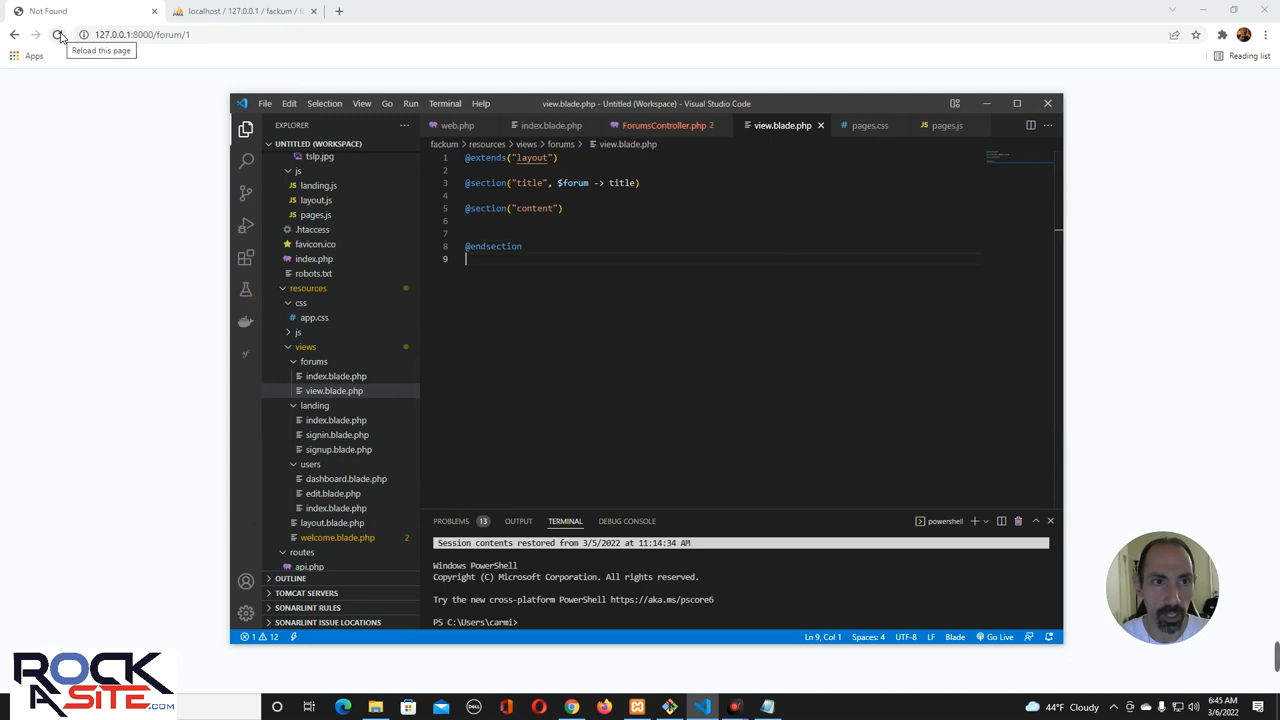 Not Found
localhost / 127.0.0.1 / fackum / f
127.0.0.1:8000/forum/1
Reading list
Apps
Reload this page
File Edit Selection View Go Run Terminal Help
view.blade.php - Untitled (Workspace) - Visual Studio Code
EXPLORER
web.php index.blade.php ForumsController.php 2 view.blade.php pages.css pages.js
UNTITLED (WORKSPACE)
fackum > resources > views > forums > view.blade.php
tslp.jpg
js
landing.js
layout.js
pages.js
.htaccess
favicon.ico
index.php
robots.txt
resources
css
app.css
js
views
forums
index.blade.php
view.blade.php
landing
index.blade.php
signin.blade.php
signup.blade.php
users
dashboard.blade.php
edit.blade.php
index.blade.php
layout.blade.php
welcome.blade.php 2
routes
api.php
OUTLINE
TOMCAT SERVERS
SONARLINT RULES
SONARLINT ISSUE LOCATIONS
1 @extends("layout")
2
3 @section("title", $forum -> title)
4
5 @section("content")
6
7
8 @endsection
9
PROBLEMS 13 OUTPUT TERMINAL DEBUG CONSOLE
powershell
Session contents restored from 3/5/2022 at 11:14:34 AM
Windows PowerShell
Copyright (C) Microsoft Corporation. All rights reserved.
Try the new cross-platform PowerShell https://aka.ms/pscore6
PS C:\Users\carmi>
1 12
Ln 9, Col 1 Spaces: 4 UTF-8 LF Blade Go Live
ROCK
A SITE.COM
DELL
44°F Cloudy
6:45 AM
3/6/2022